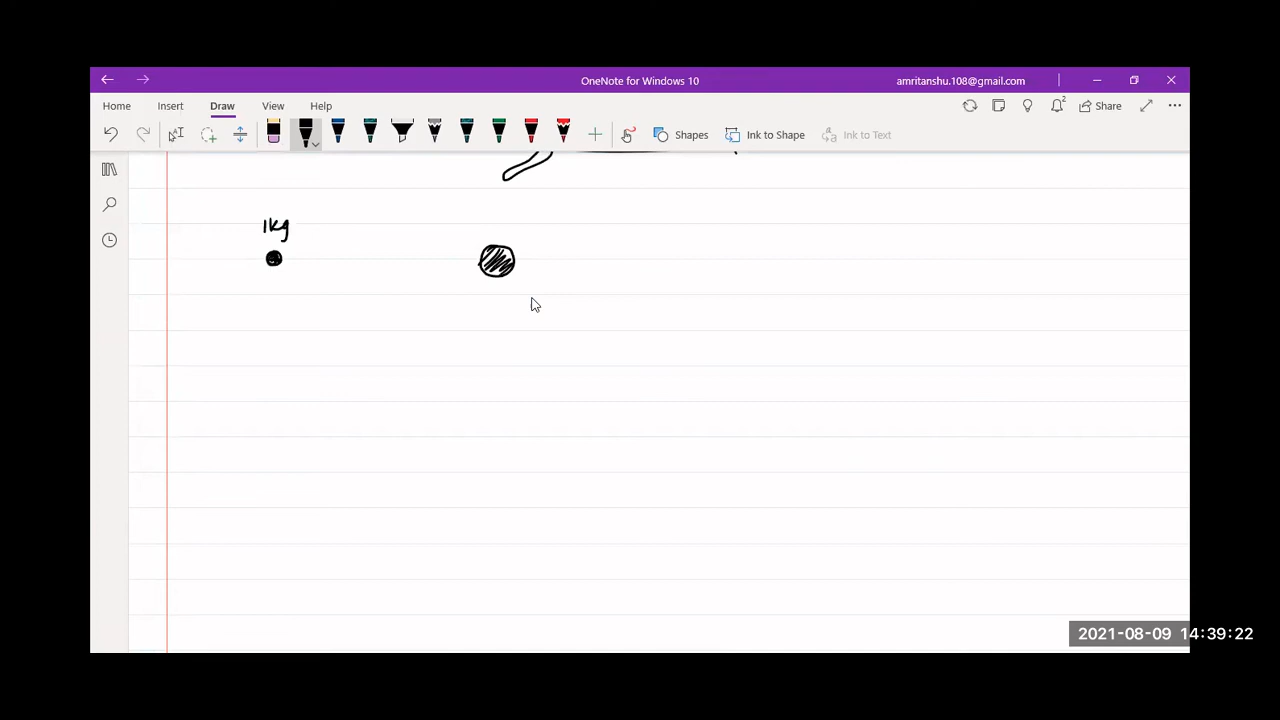 OneNote for Windows 10
amritanshu.108@gmail.com
Home Insert Draw View Help
2
Share
Shapes Ink to Shape Ink to Text
1kg
2021-08-09 14:39:22